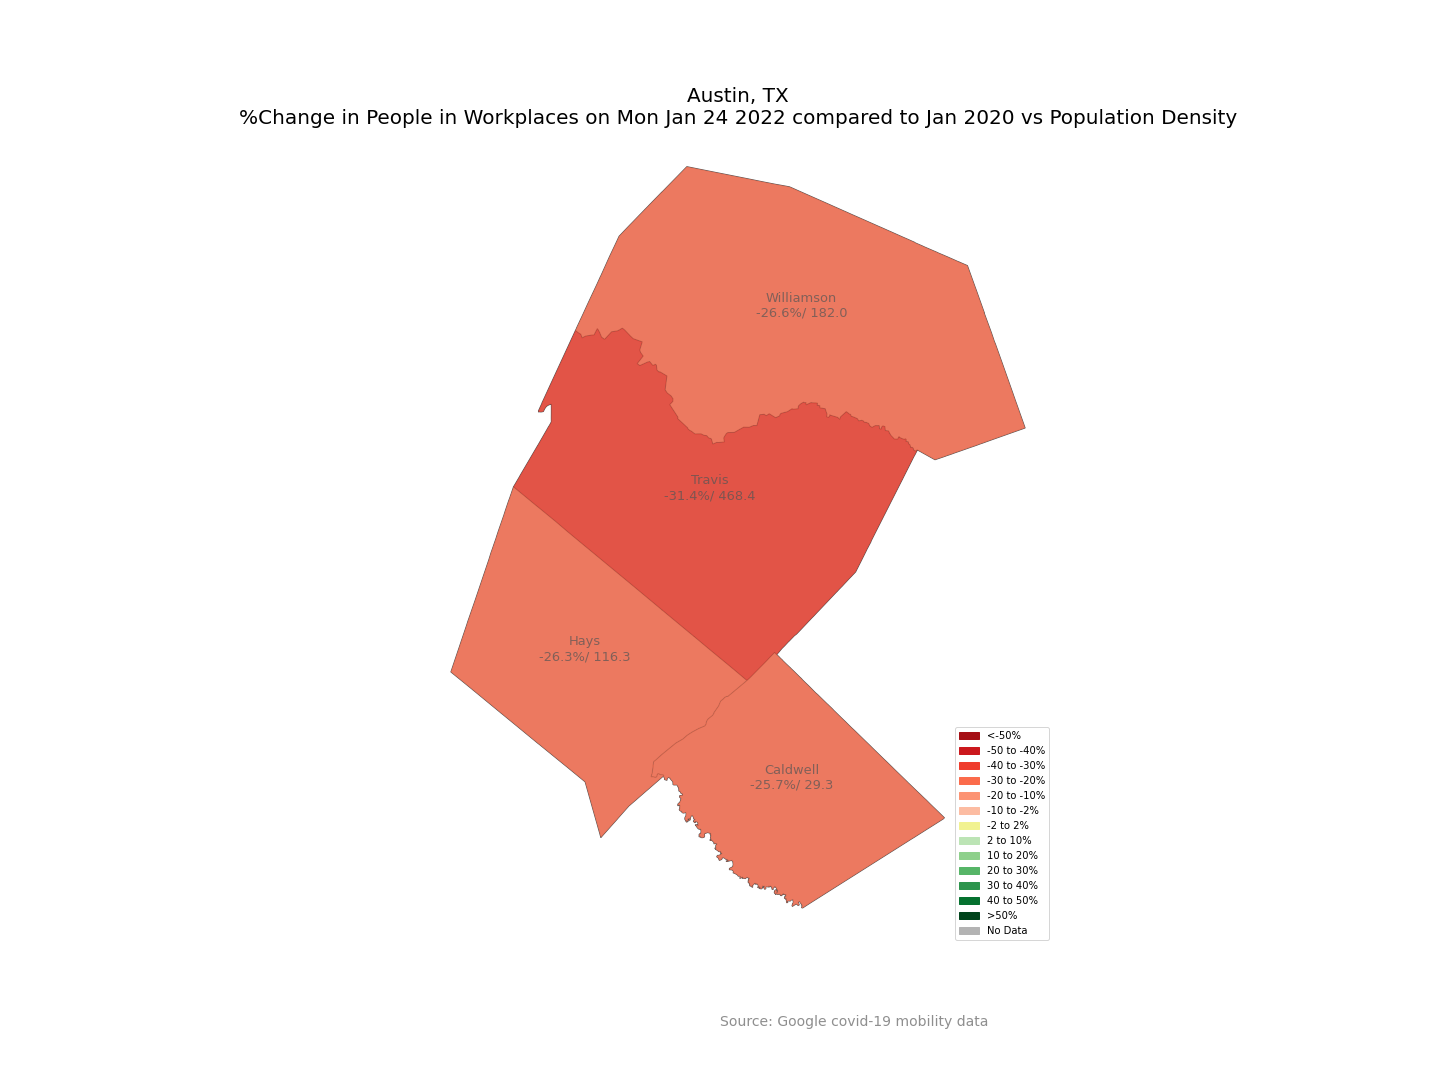 Austin, TX
%Change in People in Workplaces on Mon Jan 24 2022 compared to Jan 2020 vs Population Density
Williamson
-26.6%/ 182.0
Travis
-31.4%/ 468.4
Hays
-26.3%/ 116.3
Caldwell
-25.7%/ 29.3
<-50%
-50 to -40%
-40 to -30%
-30 to -20%
-20 to -10%
-10 to -2%
-2 to 2%
2 to 10%
10 to 20%
20 to 30%
30 to 40%
40 to 50%
>50%
No Data
Source: Google covid-19 mobility data